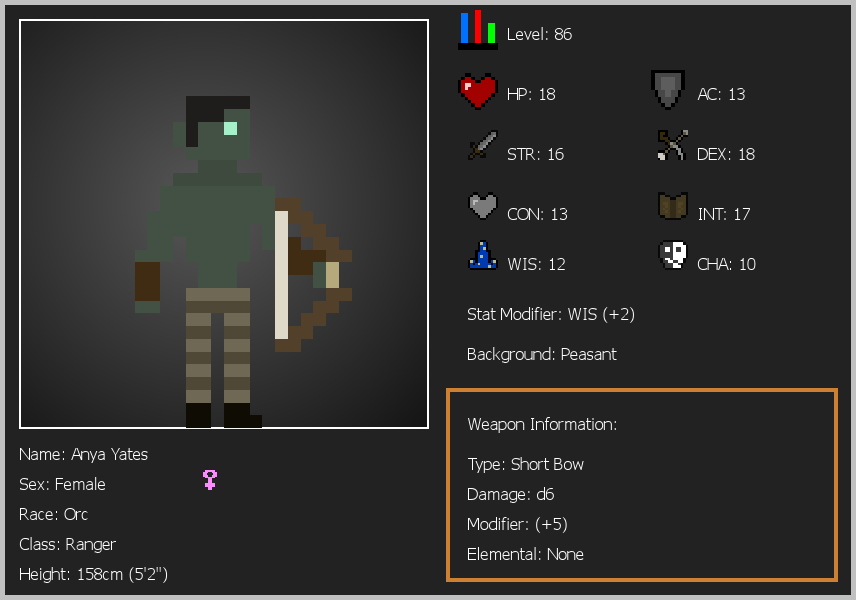 Level: 86
HP: 18
AC: 13
STR: 16
DEX: 18
CON: 13
INT: 17
WIS: 12
CHA: 10
Stat Modifier: WIS (+2)
Background: Peasant
Weapon Information:
Type: Short Bow
Damage: d6
Modifier: (+5)
Elemental: None
Name: Anya Yates
Sex: Female
Race: Orc
Class: Ranger
Height: 158cm (5'2")